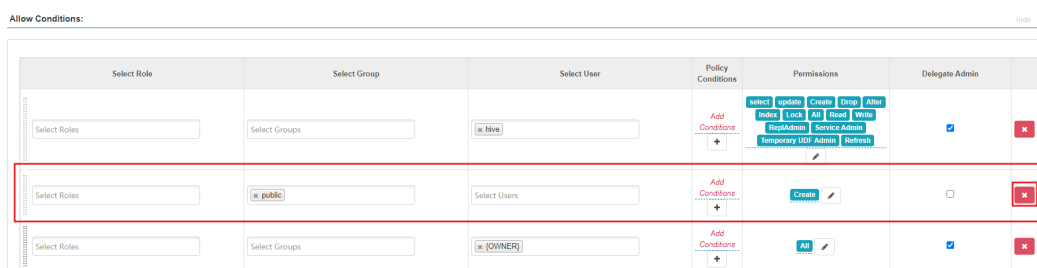 Allow Conditions:
hide
Select Role Select Group Select User Policy Conditions Permissions Delegate Admin
select update Create Drop Alter
Select Roles Select Groups × hive Add Conditions + Index Lock All Read Write
ReplAdmin Service Admin
Temporary UDF Admin Refresh
Select Roles × public Select Users Add Conditions + Create
Select Roles Select Groups × {OWNER} Add Conditions + All